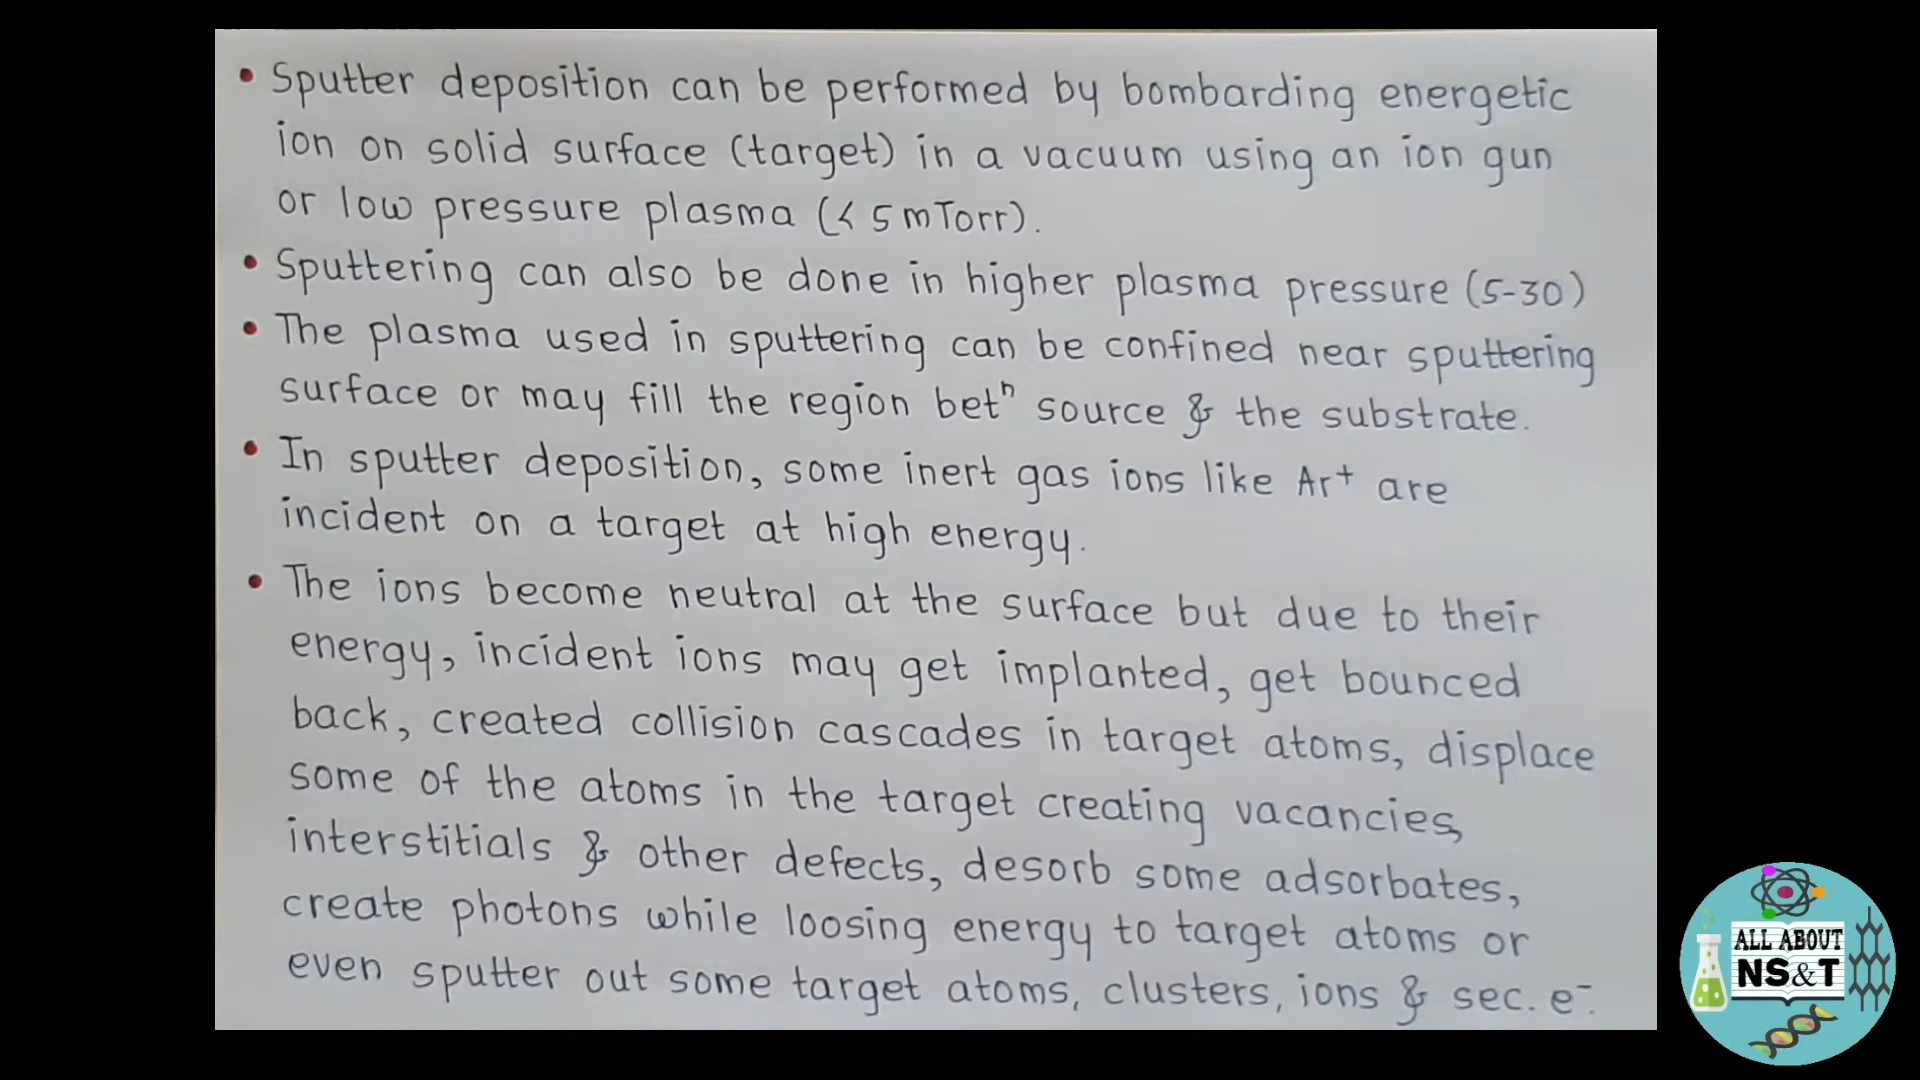 • Sputter deposition can be performed by bombarding energetic
ion on solid surface (target) in a vacuum using an ion gun
or low pressure plasma (< 5 mTorr).
• Sputtering can also be done in higher plasma pressure (5-30)
• The plasma used in sputtering can be confined near sputtering
surface or may fill the region betⁿ source & the substrate.
• In sputter deposition, some inert gas ions like Ar⁺ are
incident on a target at high energy.
• The ions become neutral at the surface but due to their
energy, incident ions may get implanted, get bounced
back, created collision cascades in target atoms, displace
some of the atoms in the target creating vacancies,
interstitials & other defects, desorb some adsorbates,
create photons while loosing energy to target atoms or
even sputter out some target atoms, clusters, ions & sec. e⁻.
ALL ABOUT
NS&T